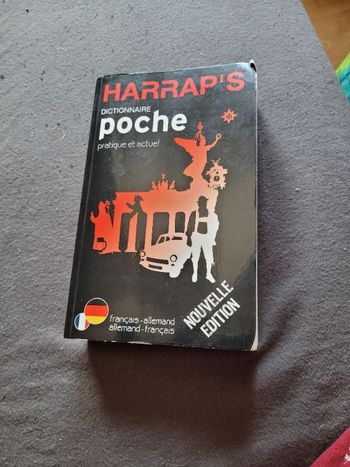 HARRAP'S
DICTIONNAIRE
poche
pratique et actuel
français-allemand
allemand-français
NOUVELLE
EDITION